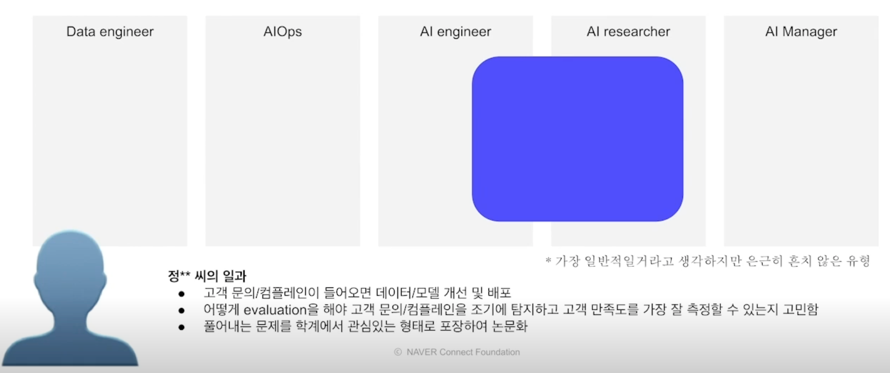 Data engineer
AIOps
AI engineer
AI researcher
AI Manager
* 가장 일반적일거라고 생각하지만 은근히 흔치 않은 유형
정** 씨의 일과
● 고객 문의/컴플레인이 들어오면 데이터/모델 개선 및 배포
● 어떻게 evaluation을 해야 고객 문의/컴플레인을 조기에 탐지하고 고객 만족도를 가장 잘 측정할 수 있는지 고민함
● 풀어내는 문제를 학계에서 관심있는 형태로 포장하여 논문화
© NAVER Connect Foundation